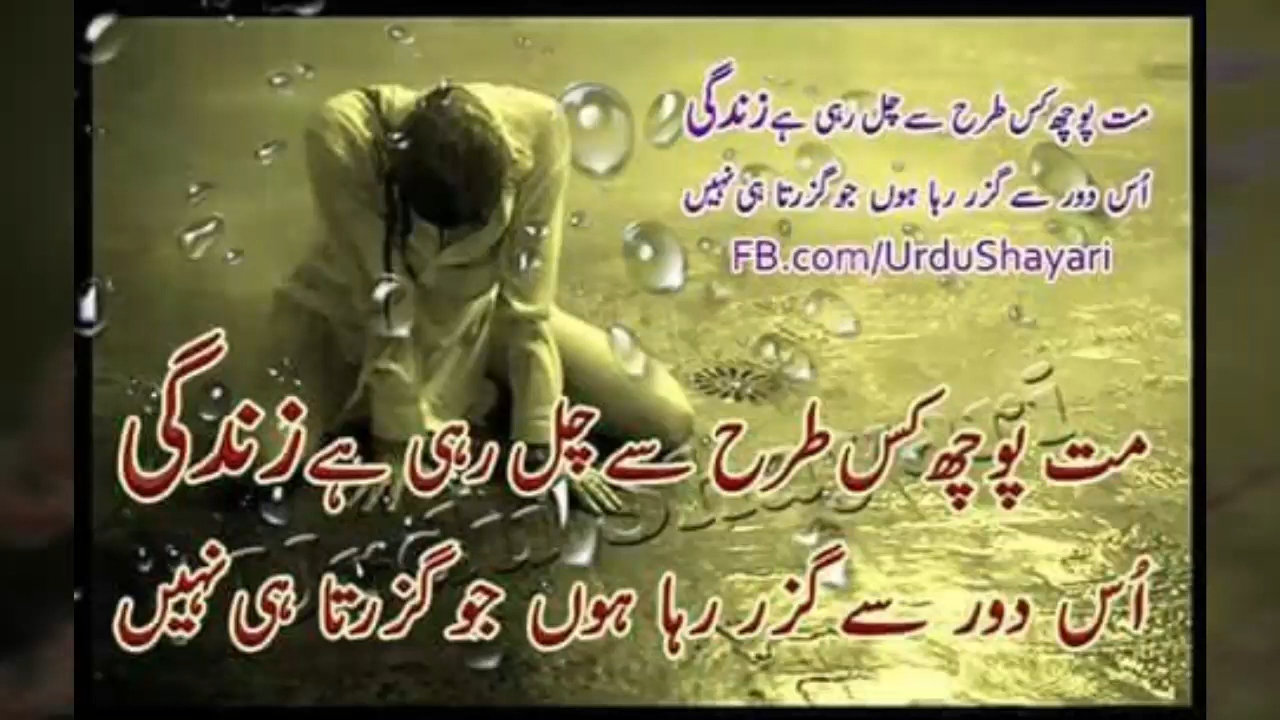 مت پوچھ کس طرح سے چل رہی ہے زندگی
اُس دور سے گزر رہا ہوں جو گزرتا ہی نہیں
FB.com/UrduShayari
مت پوچھ کس طرح سے چل رہی ہے زندگی
اُس دور سے گزر رہا ہوں جو گزرتا ہی نہیں